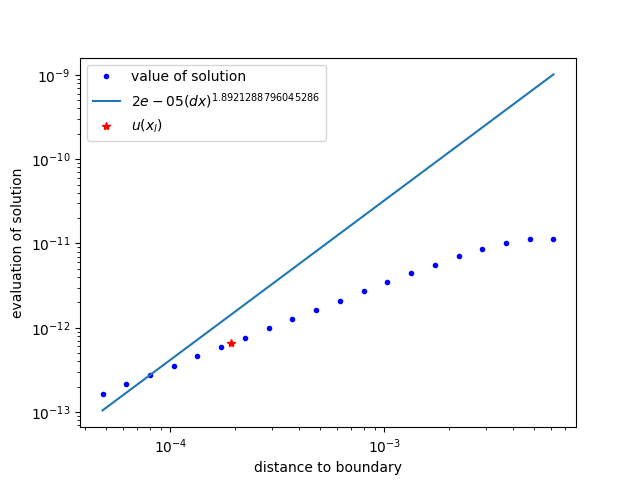 value of solution
2e − 05(dx)^1.8921288796045286
u(x_l)
10^−9
10^−10
10^−11
10^−12
10^−13
evaluation of solution
10^−4
10^−3
distance to boundary